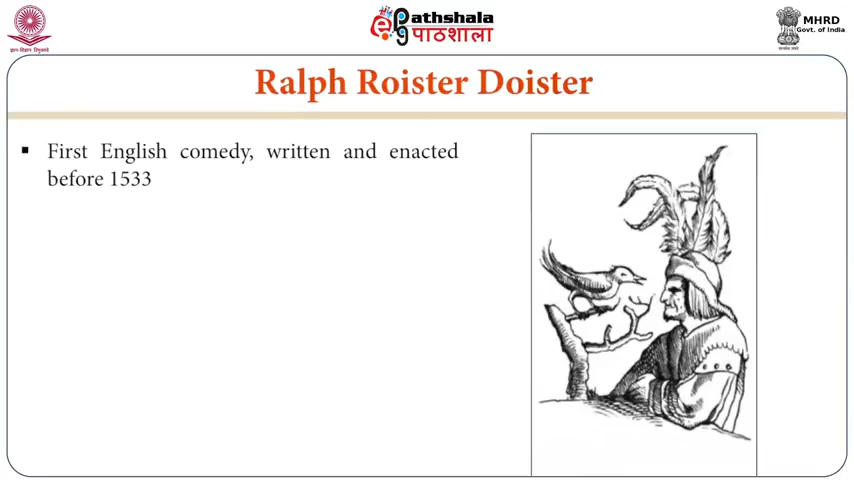 Pathshala
पाठशाला
MHRD
Govt. of India
Ralph Roister Doister
▪ First English comedy, written and enacted
before 1533